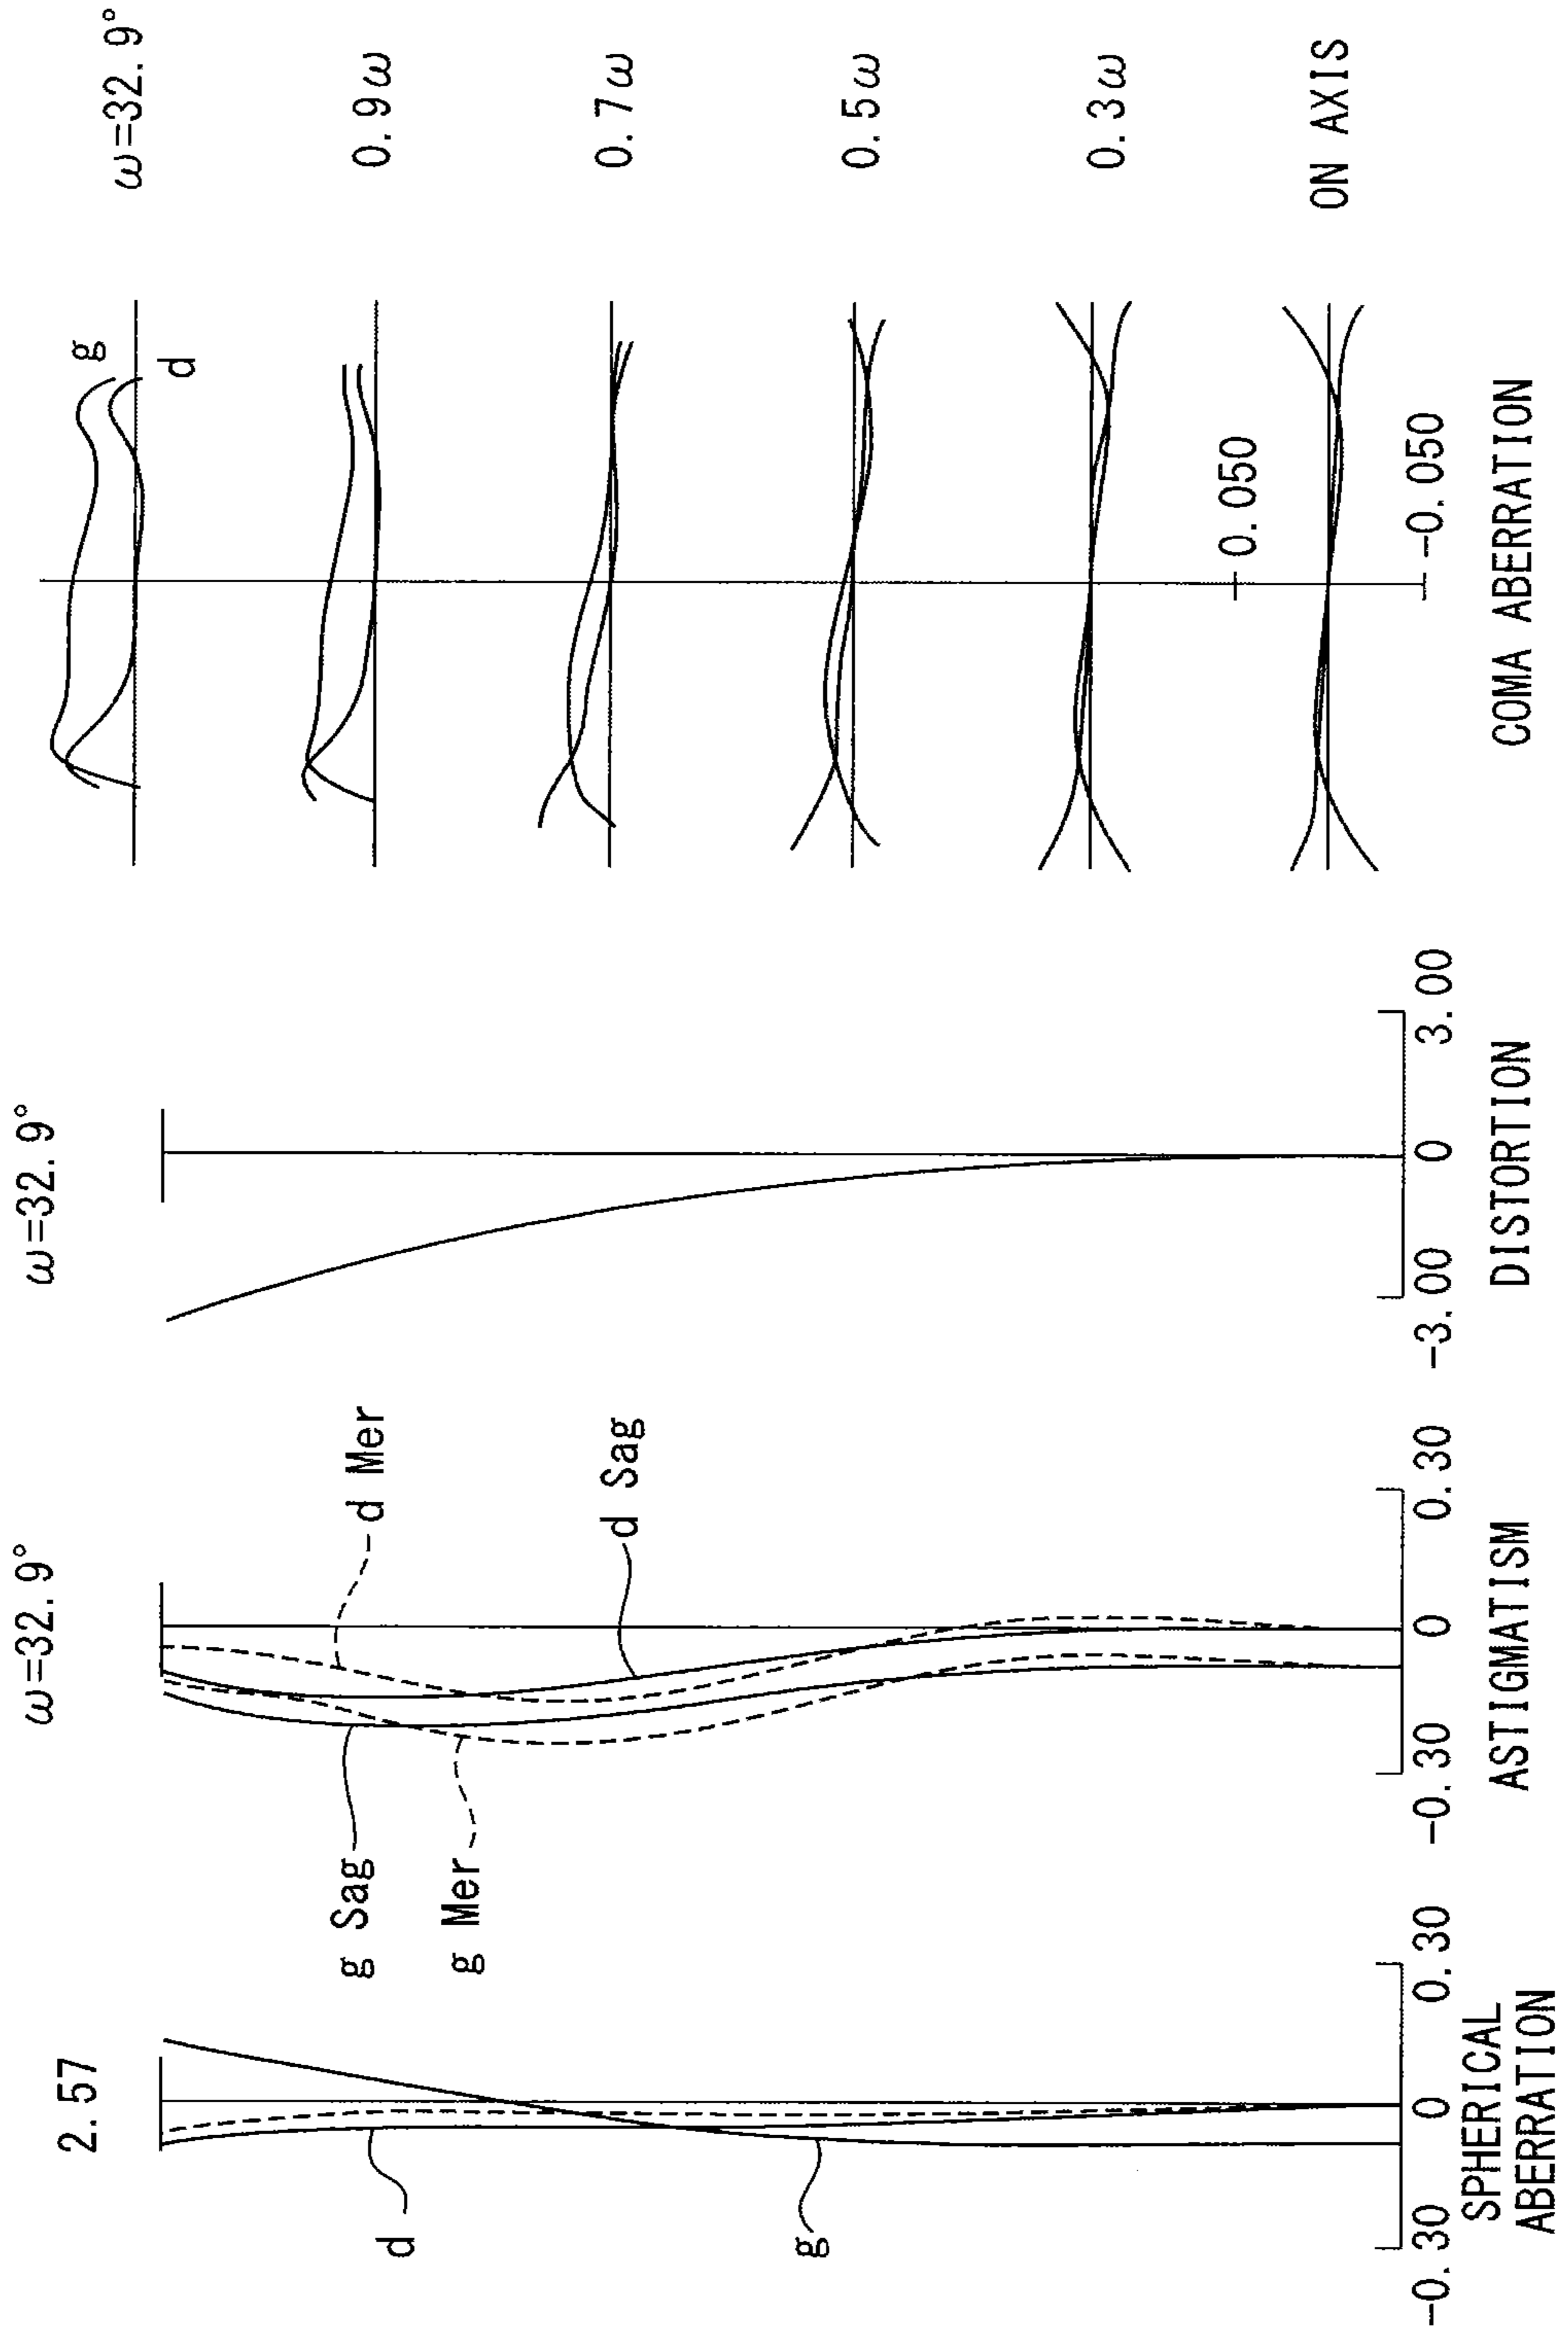 2.57
d
g
-0.30
0
0.30
SPHERICAL
ABERRATION
ω=32.9°
g Sag
g Mer
d Mer
d Sag
-0.30
0
0.30
ASTIGMATISM
ω=32.9°
-3.00
0
3.00
DISTORTION
g
d
ω=32.9°
0.9ω
0.7ω
0.5ω
0.3ω
0.050
ON AXIS
-0.050
COMA ABERRATION